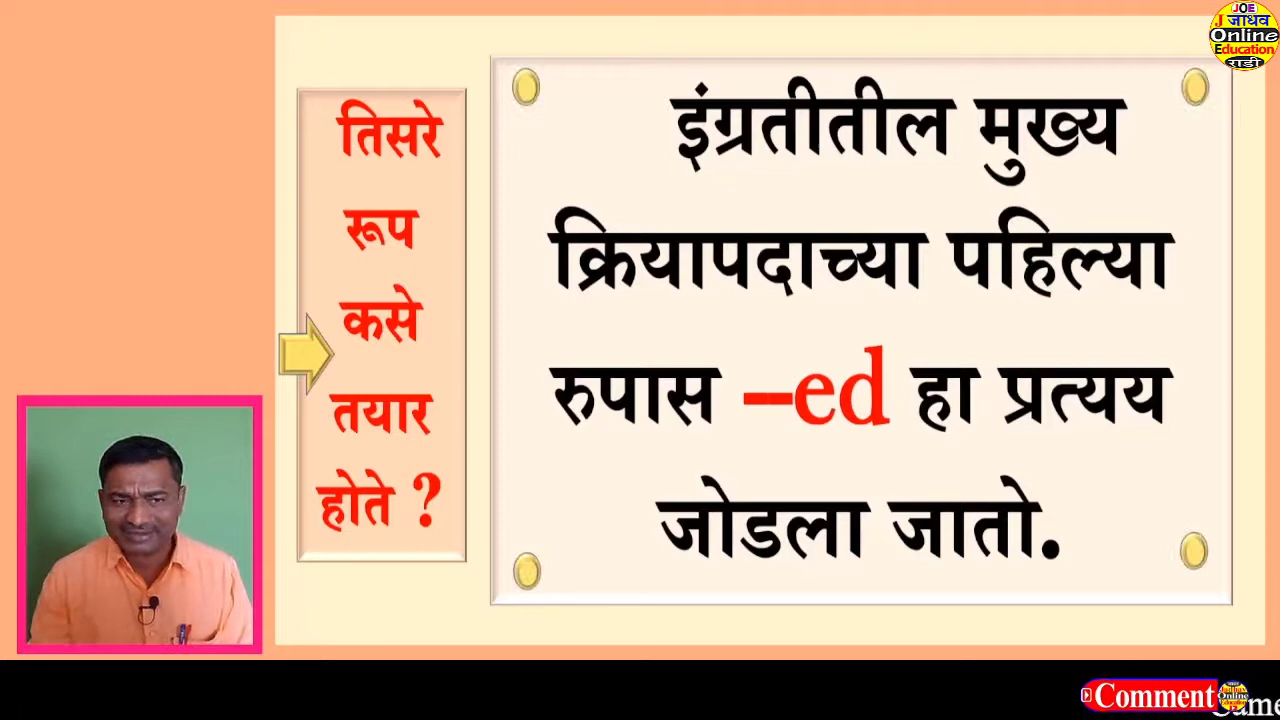 तिसरे
रूप
कसे
तयार
होते ?
इंग्रतीतील मुख्य
क्रियापदाच्या पहिल्या
रुपास –ed हा प्रत्यय
जोडला जातो.
JOE
J जाधव
Online
Education
राडी
Comment